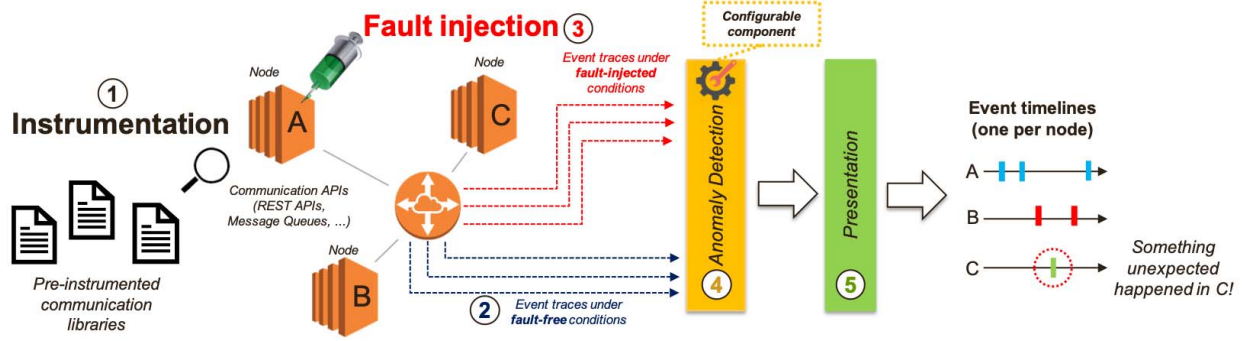 Fault injection 3
1
Instrumentation
Pre-instrumented
communication
libraries
Node
A
Node
C
Communication APIs
(REST APIs,
Message Queues, ...)
Node
B
Event traces under
fault-injected
conditions
2
Event traces under
fault-free conditions
Configurable
component
Anomaly Detection
4
Presentation
5
Event timelines
(one per node)
A
B
C
Something
unexpected
happened in C!